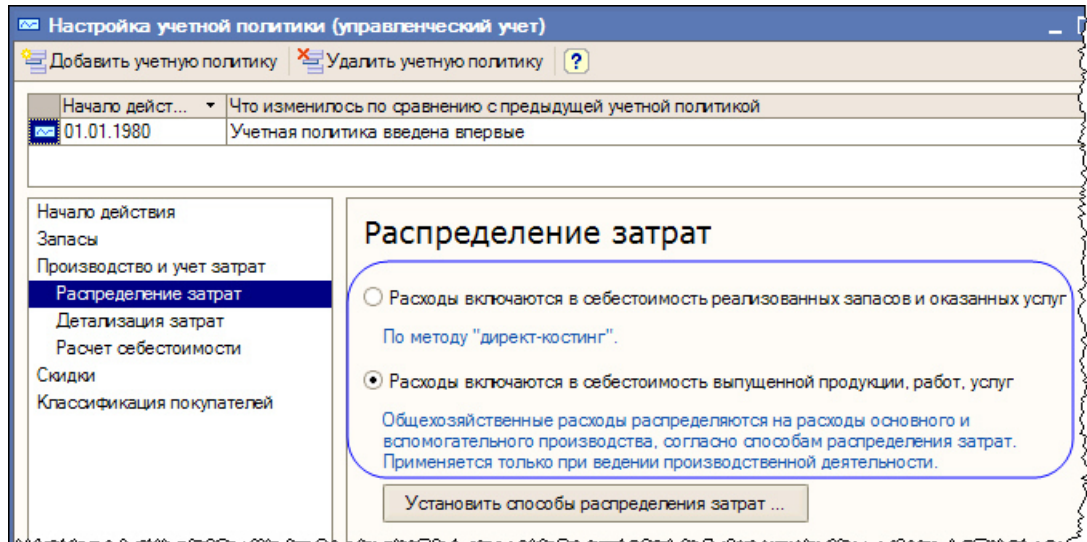 Настройка учетной политики (управленческий учет)
Добавить учетную политику Удалить учетную политику ?
Начало дейст... Что изменилось по сравнению с предыдущей учетной политикой
01.01.1980 Учетная политика введена впервые
Начало действия
Запасы
Производство и учет затрат
Распределение затрат
Детализация затрат
Расчет себестоимости
Скидки
Классификация покупателей
Распределение затрат
Расходы включаются в себестоимость реализованных запасов и оказанных услуг
По методу "директ-костинг".
Расходы включаются в себестоимость выпущенной продукции, работ, услуг
Общехозяйственные расходы распределяются на расходы основного и
вспомогательного производства, согласно способам распределения затрат.
Применяется только при ведении производственной деятельности.
Установить способы распределения затрат ...